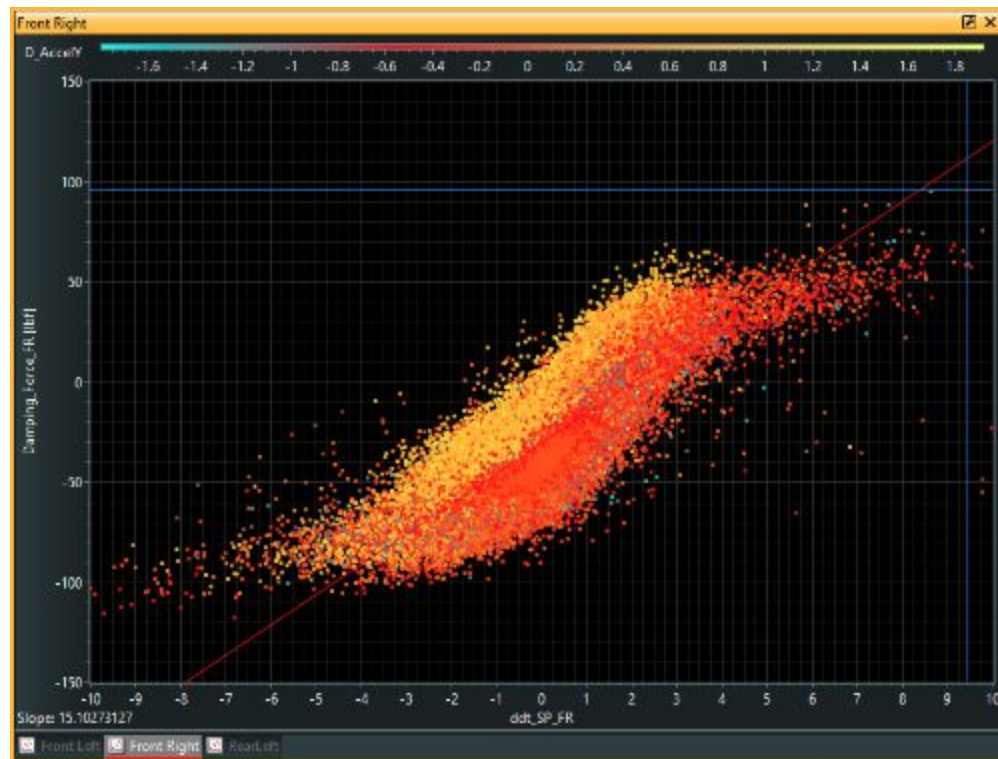 Front Right
D_AccelY
-1.6 -1.4 -1.2 -1 -0.8 -0.6 -0.4 -0.2 0 0.2 0.4 0.6 0.8 1 1.2 1.4 1.6 1.8
150
100
50
0
-50
-100
-150
Damping_Force_FR [lbf]
-10 -9 -8 -7 -6 -5 -4 -3 -2 -1 0 1 2 3 4 5 6 7 8 9 10
Slope: 15.10273127
ddt_SP_FR
Front Left Front Right RearLeft